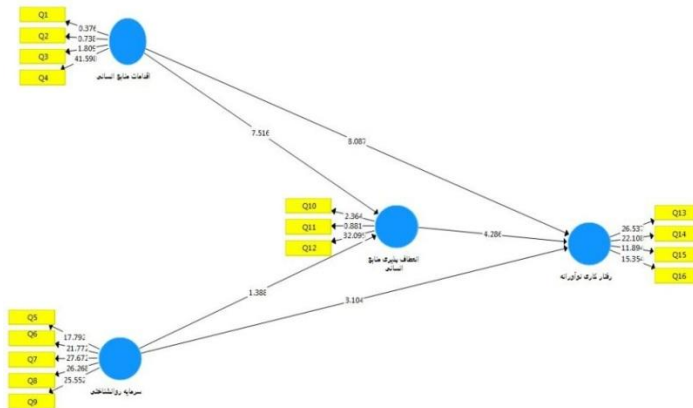 Q1
0.376
Q2
0.738
Q3
1.809
Q4
41.598
اقدامات منابع انسانی
7.516
8.087
Q10
2.364
Q11
0.881
Q12
32.095
انعطاف پذیری منابع
انسانی
4.286
Q13
26.537
Q14
22.108
Q15
11.894
Q16
15.354
رفتار کاری نوآورانه
1.388
3.104
Q5
17.792
Q6
21.772
Q7
27.672
Q8
26.268
Q9
25.552
سرمایه روانشناختی